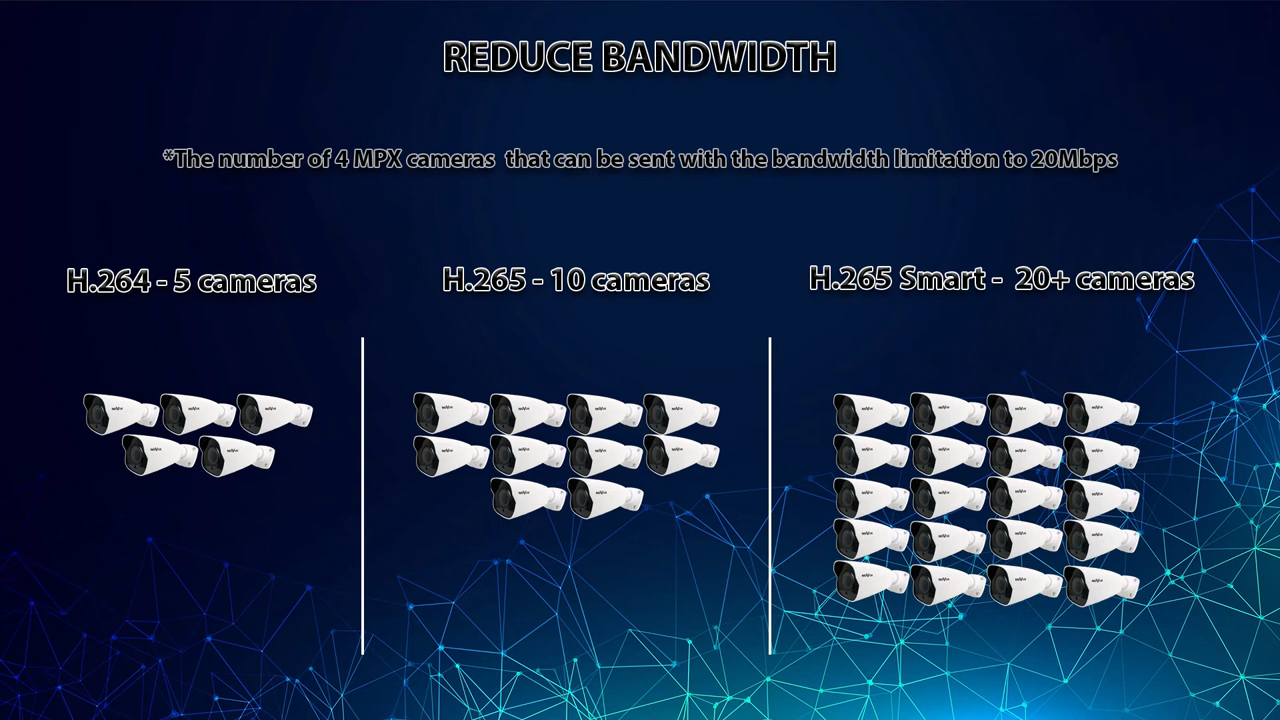 REDUCE BANDWIDTH
*The number of 4 MPX cameras  that can be sent with the bandwidth limitation to 20Mbps
H.264 - 5 cameras
H.265 - 10 cameras
H.265 Smart -  20+ cameras